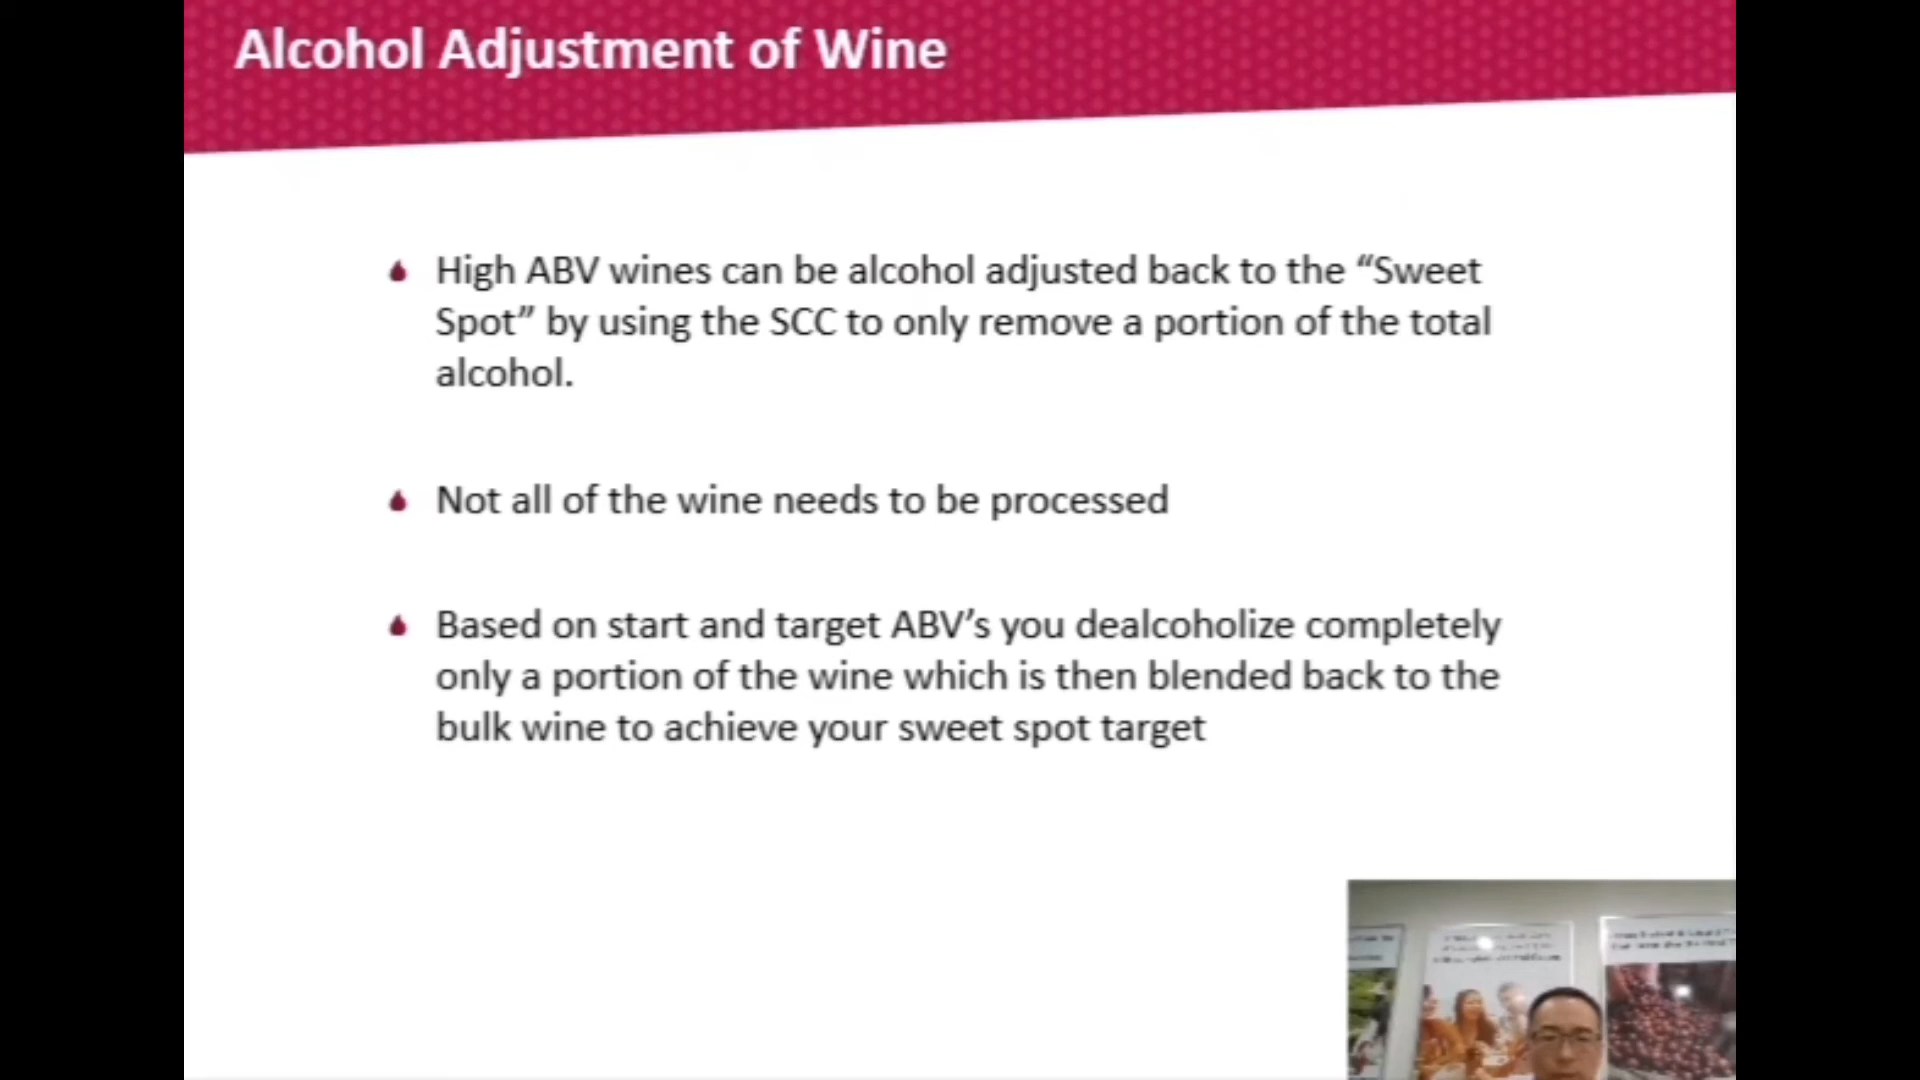 Alcohol Adjustment of Wine
High ABV wines can be alcohol adjusted back to the “Sweet
Spot” by using the SCC to only remove a portion of the total
alcohol.
Not all of the wine needs to be processed
Based on start and target ABV’s you dealcoholize completely
only a portion of the wine which is then blended back to the
bulk wine to achieve your sweet spot target